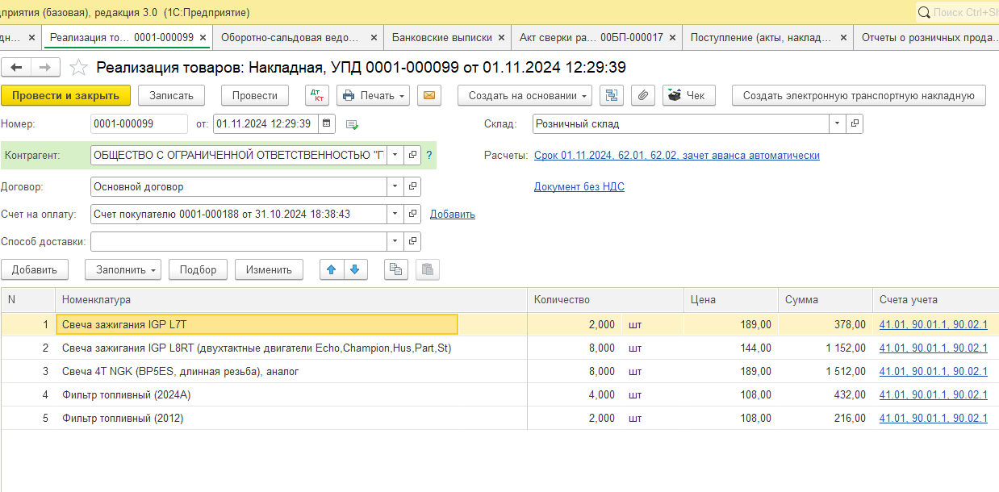 приятия (базовая), редакция 3.0 (1С:Предприятие)
Поиск Ctrl+Sh
дн... × Реализация то... 0001-000099 × Оборотно-сальдовая ведо... × Банковские выписки × Акт сверки ра... 00БП-000017 × Поступление (акты, наклад... × Отчеты о розничных прода...
Реализация товаров: Накладная, УПД 0001-000099 от 01.11.2024 12:29:39
Провести и закрыть Записать Провести Дт Кт Печать Создать на основании Чек Создать электронную транспортную накладную
Номер: 0001-000099 от: 01.11.2024 12:29:39 Склад: Розничный склад
Контрагент: ОБЩЕСТВО С ОГРАНИЧЕННОЙ ОТВЕТСТВЕННОСТЬЮ "Г ? Расчеты: Срок 01.11.2024, 62.01, 62.02, зачет аванса автоматически
Договор: Основной договор Документ без НДС
Счет на оплату: Счет покупателю 0001-000188 от 31.10.2024 18:38:43 Добавить
Способ доставки:
Добавить Заполнить Подбор Изменить
N Номенклатура Количество Цена Сумма Счета учета
1 Свеча зажигания IGP L7T 2,000 шт 189,00 378,00 41.01, 90.01.1, 90.02.1
2 Свеча зажигания IGP L8RT (двухтактные двигатели Echo,Champion,Hus,Part,St) 8,000 шт 144,00 1 152,00 41.01, 90.01.1, 90.02.1
3 Свеча 4Т NGK (BP5ES, длинная резьба), аналог 8,000 шт 189,00 1 512,00 41.01, 90.01.1, 90.02.1
4 Фильтр топливный (2024А) 4,000 шт 108,00 432,00 41.01, 90.01.1, 90.02.1
5 Фильтр топливный (2012) 2,000 шт 108,00 216,00 41.01, 90.01.1, 90.02.1